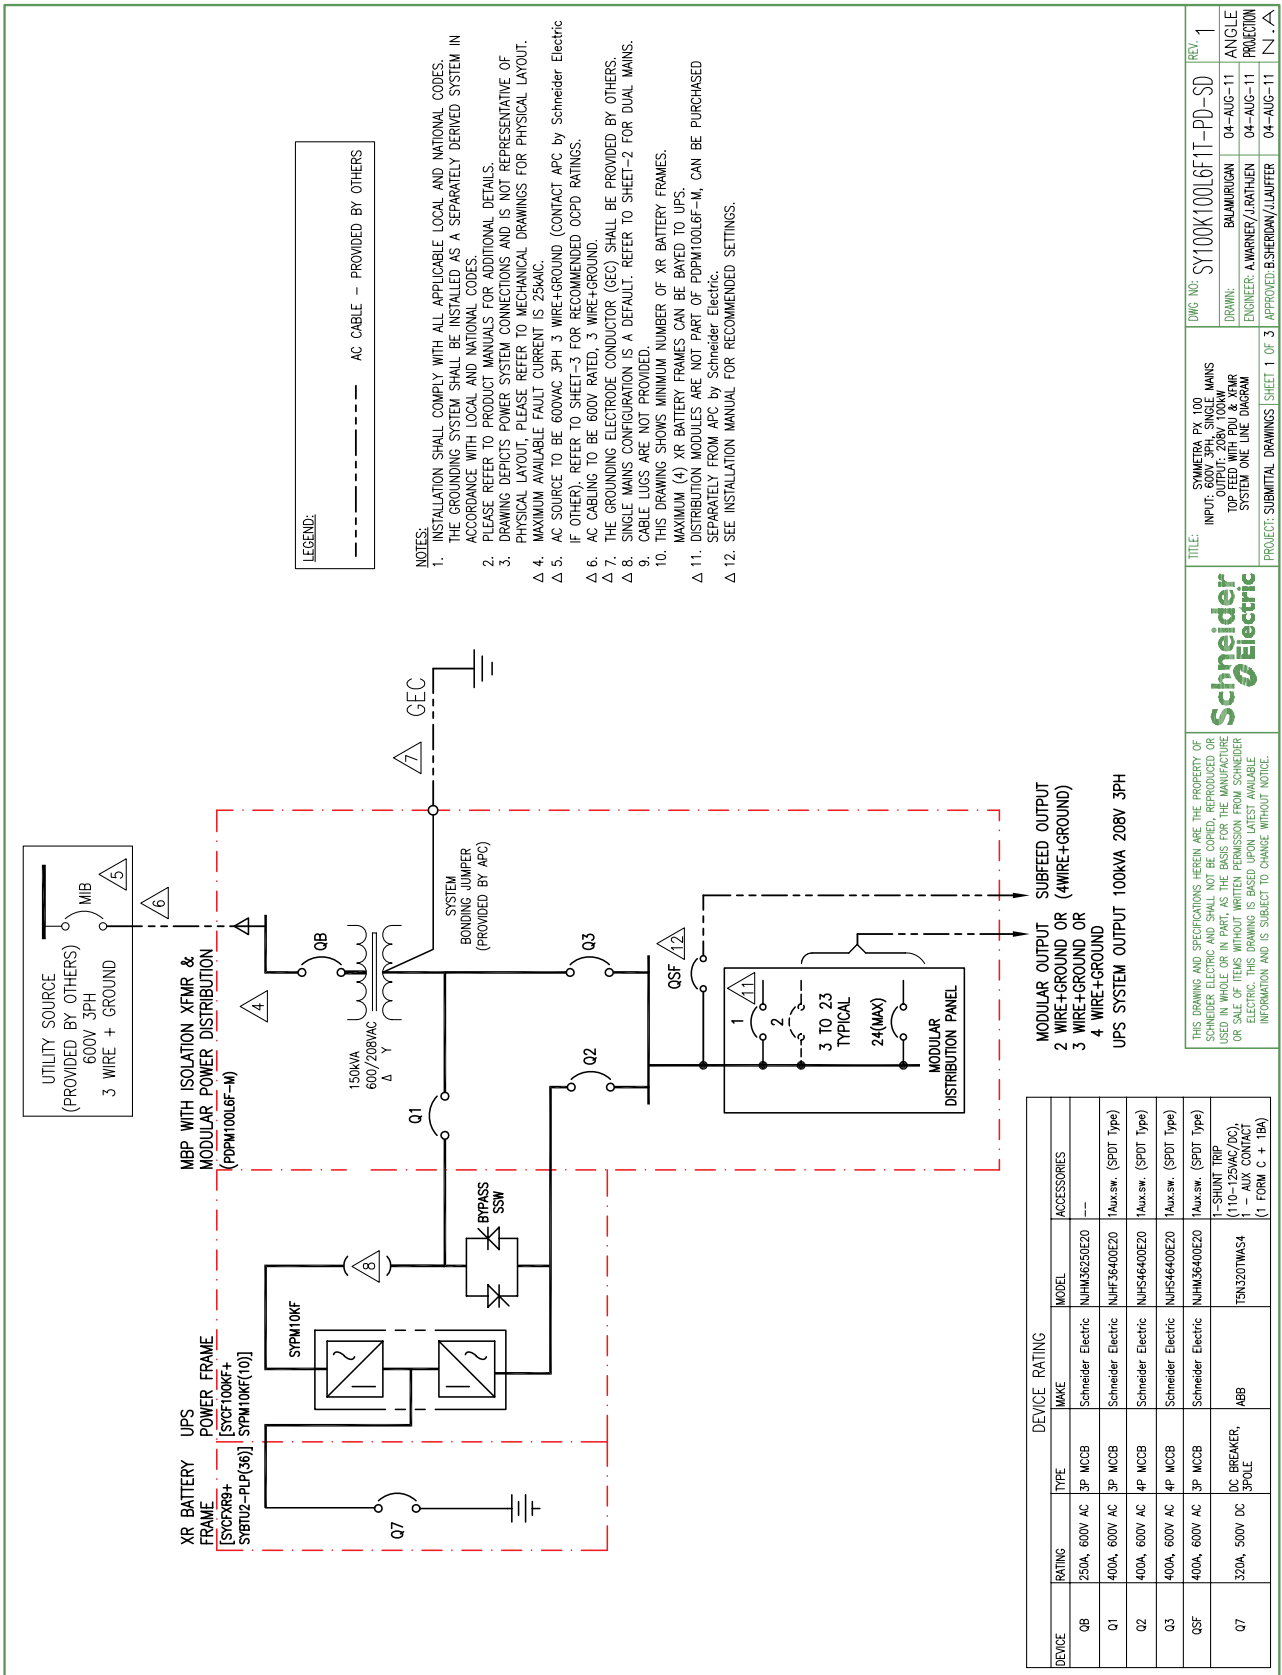 UTILITY SOURCE
(PROVIDED BY OTHERS)
600V 3PH
3 WIRE + GROUND
MIB
5
6
MBP WITH ISOLATION XFMR &
MODULAR POWER DISTRIBUTION
(PDPM100L6F-M)
4
QB
150kVA
600/208VAC
Δ Y
SYSTEM
BONDING JUMPER
(PROVIDED BY APC)
7
GEC
Q1
Q2
Q3
QSF
12
11
1
2
3 TO 23
TYPICAL
24(MAX)
MODULAR
DISTRIBUTION PANEL
MODULAR OUTPUT
2 WIRE+GROUND OR
3 WIRE+GROUND OR
4 WIRE+GROUND
SUBFEED OUTPUT
(4WIRE+GROUND)
UPS SYSTEM OUTPUT 100kVA 208V 3PH
UPS
POWER FRAME
[SYCF100KF+
SYPM10KF(10)]
SYPM10KF
8
BYPASS
SSW
XR BATTERY
FRAME
[SYCFXR9+
SYBTU2-PLP(36)]
Q7
LEGEND:
AC CABLE - PROVIDED BY OTHERS
NOTES:
1. INSTALLATION SHALL COMPLY WITH ALL APPLICABLE LOCAL AND NATIONAL CODES.
THE GROUNDING SYSTEM SHALL BE INSTALLED AS A SEPARATELY DERIVED SYSTEM IN
ACCORDANCE WITH LOCAL AND NATIONAL CODES.
2. PLEASE REFER TO PRODUCT MANUALS FOR ADDITIONAL DETAILS.
3. DRAWING DEPICTS POWER SYSTEM CONNECTIONS AND IS NOT REPRESENTATIVE OF
PHYSICAL LAYOUT, PLEASE REFER TO MECHANICAL DRAWINGS FOR PHYSICAL LAYOUT.
Δ 4. MAXIMUM AVAILABLE FAULT CURRENT IS 25kAIC.
Δ 5. AC SOURCE TO BE 600VAC 3PH 3 WIRE+GROUND (CONTACT APC by Schneider Electric
IF OTHER). REFER TO SHEET-3 FOR RECOMMENDED OCPD RATINGS.
Δ 6. AC CABLING TO BE 600V RATED, 3 WIRE+GROUND.
Δ 7. THE GROUNDING ELECTRODE CONDUCTOR (GEC) SHALL BE PROVIDED BY OTHERS.
Δ 8. SINGLE MAINS CONFIGURATION IS A DEFAULT. REFER TO SHEET-2 FOR DUAL MAINS.
9. CABLE LUGS ARE NOT PROVIDED.
10. THIS DRAWING SHOWS MINIMUM NUMBER OF XR BATTERY FRAMES.
MAXIMUM (4) XR BATTERY FRAMES CAN BE BAYED TO UPS.
Δ 11. DISTRIBUTION MODULES ARE NOT PART OF PDPM100L6F-M, CAN BE PURCHASED
SEPARATELY FROM APC by Schneider Electric.
Δ 12. SEE INSTALLATION MANUAL FOR RECOMMENDED SETTINGS.
DEVICE RATING
DEVICE RATING TYPE MAKE MODEL ACCESSORIES
QB 250A, 600V AC 3P MCCB Schneider Electric NJHM36250E20 --
Q1 400A, 600V AC 3P MCCB Schneider Electric NJHF36400E20 1Aux.sw. (SPDT Type)
Q2 400A, 600V AC 4P MCCB Schneider Electric NJHS46400E20 1Aux.sw. (SPDT Type)
Q3 400A, 600V AC 4P MCCB Schneider Electric NJHS46400E20 1Aux.sw. (SPDT Type)
QSF 400A, 600V AC 3P MCCB Schneider Electric NJHM36400E20 1Aux.sw. (SPDT Type)
Q7 320A, 500V DC DC BREAKER, 3POLE ABB T5N320TWAS4 1-SHUNT TRIP
(110-125VAC/DC),
1 - AUX CONTACT
(1 FORM C + 1BA)
THIS DRAWING AND SPECIFICATIONS HEREIN ARE THE PROPERTY OF
SCHNEIDER ELECTRIC AND SHALL NOT BE COPIED, REPRODUCED OR
USED IN WHOLE OR IN PART, AS THE BASIS FOR THE MANUFACTURE
OR SALE OF ITEMS WITHOUT WRITTEN PERMISSION FROM SCHNEIDER
ELECTRIC. THIS DRAWING IS BASED UPON LATEST AVAILABLE
INFORMATION AND IS SUBJECT TO CHANGE WITHOUT NOTICE.
Schneider
Electric
TITLE:
SYMMETRA PX 100
INPUT: 600V 3PH, SINGLE MAINS
OUTPUT: 208V 100kW
TOP FEED WITH PDU & XFMR
SYSTEM ONE LINE DIAGRAM
PROJECT: SUBMITTAL DRAWINGS SHEET 1 OF 3
DWG NO: SY100K100L6F1T-PD-SD REV. 1
DRAWN: BALAMURUGAN 04-AUG-11
ENGINEER: A.WARNER/J.RATHJEN 04-AUG-11
APPROVED: B.SHERIDAN/J.LAUFFER 04-AUG-11
ANGLE
PROJECTION
N.A